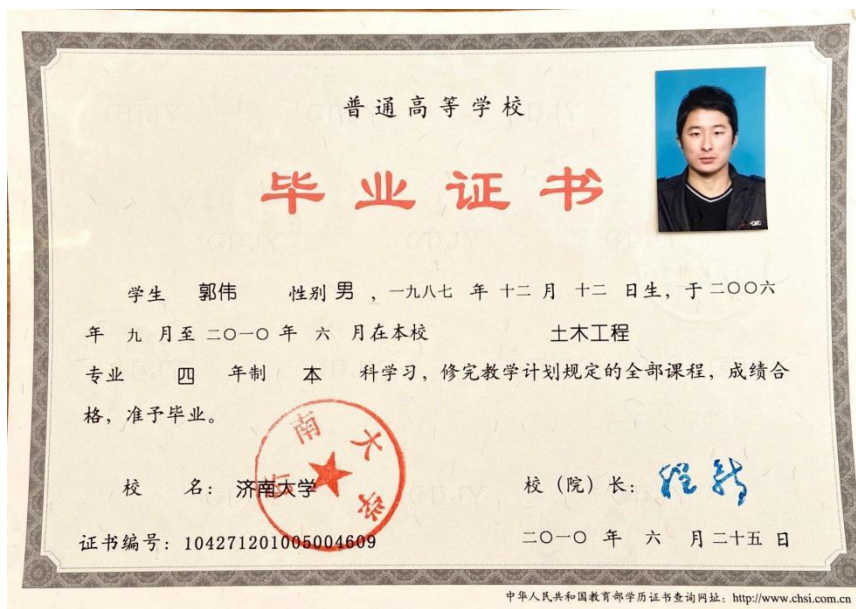 普通高等学校
毕业证书
学生 郭伟 性别 男 ，一九八七 年 十二 月 十二 日生，于 二〇〇六
年 九 月至 二〇一〇 年 六 月在本校 土木工程
专业 四 年制 本 科学习，修完教学计划规定的全部课程，成绩合
格，准予毕业。
校 名：济南大学
校（院）长：程新
济南大学
证书编号：104271201005004609
二〇一〇 年 六 月 二十五 日
中华人民共和国教育部学历证书查询网址：http://www.chsi.com.cn